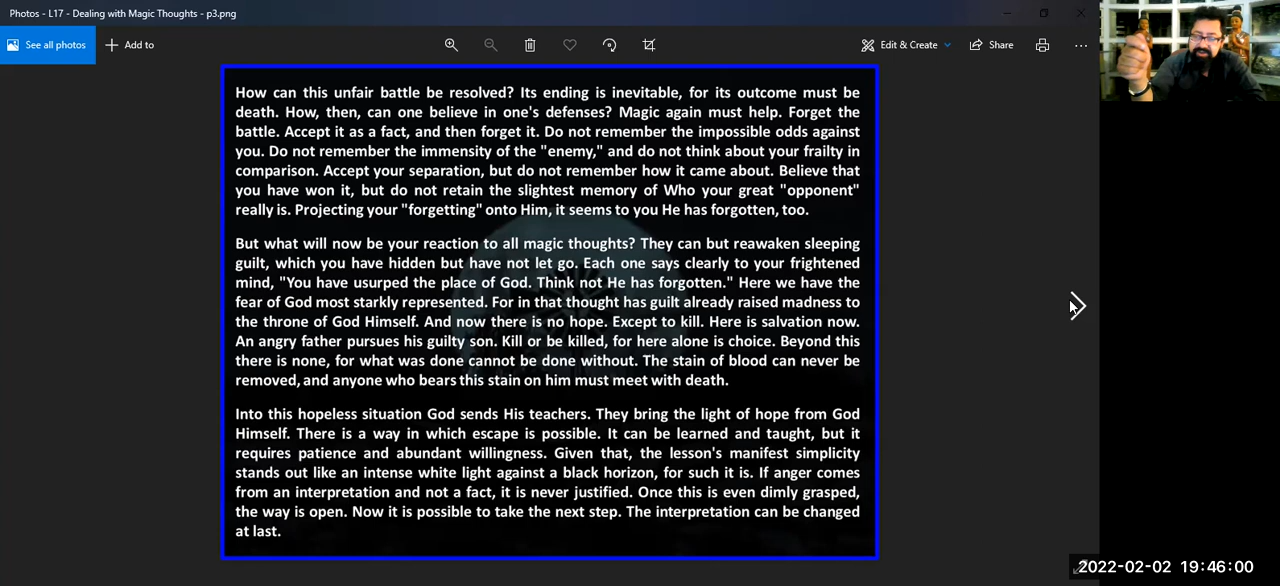 Photos - L17 - Dealing with Magic Thoughts - p3.png
See all photos
Add to
Edit & Create
Share
How can this unfair battle be resolved? Its ending is inevitable, for its outcome must be
death. How, then, can one believe in one's defenses? Magic again must help. Forget the
battle. Accept it as a fact, and then forget it. Do not remember the impossible odds against
you. Do not remember the immensity of the "enemy," and do not think about your frailty in
comparison. Accept your separation, but do not remember how it came about. Believe that
you have won it, but do not retain the slightest memory of Who your great "opponent"
really is. Projecting your "forgetting" onto Him, it seems to you He has forgotten, too.
But what will now be your reaction to all magic thoughts? They can but reawaken sleeping
guilt, which you have hidden but have not let go. Each one says clearly to your frightened
mind, "You have usurped the place of God. Think not He has forgotten." Here we have the
fear of God most starkly represented. For in that thought has guilt already raised madness to
the throne of God Himself. And now there is no hope. Except to kill. Here is salvation now.
An angry father pursues his guilty son. Kill or be killed, for here alone is choice. Beyond this
there is none, for what was done cannot be done without. The stain of blood can never be
removed, and anyone who bears this stain on him must meet with death.
Into this hopeless situation God sends His teachers. They bring the light of hope from God
Himself. There is a way in which escape is possible. It can be learned and taught, but it
requires patience and abundant willingness. Given that, the lesson's manifest simplicity
stands out like an intense white light against a black horizon, for such it is. If anger comes
from an interpretation and not a fact, it is never justified. Once this is even dimly grasped,
the way is open. Now it is possible to take the next step. The interpretation can be changed
at last.
2022-02-02 19:46:00